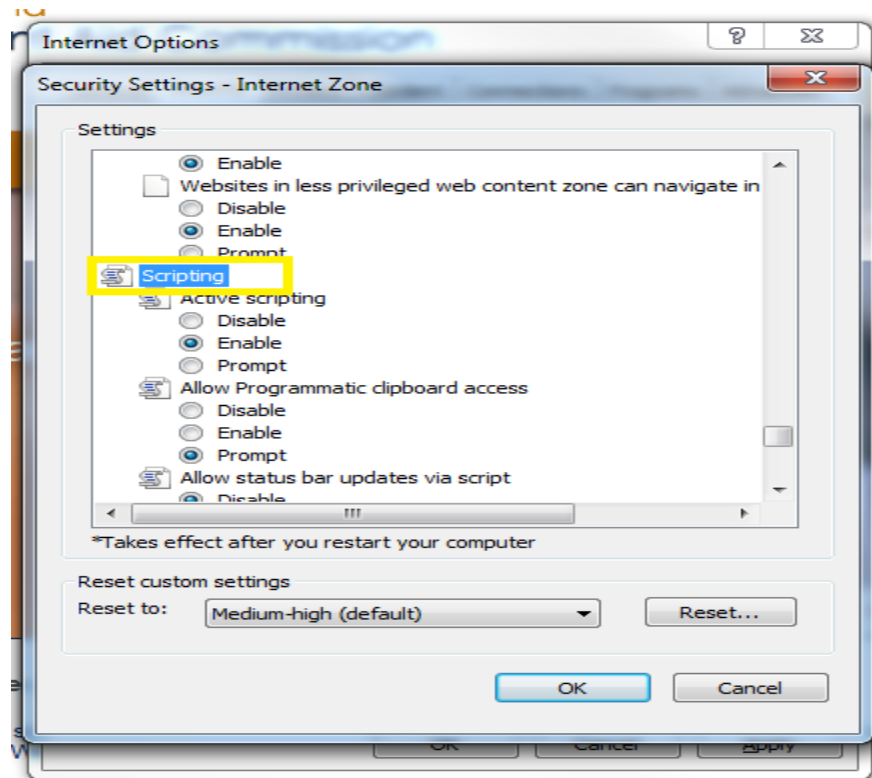 Internet Options
Security Settings - Internet Zone
Settings
Enable
Websites in less privileged web content zone can navigate in
Disable
Enable
Prompt
Scripting
Active scripting
Disable
Enable
Prompt
Allow Programmatic clipboard access
Disable
Enable
Prompt
Allow status bar updates via script
Disable
*Takes effect after you restart your computer
Reset custom settings
Reset to: Medium-high (default) Reset...
OK Cancel
OK Cancel Apply